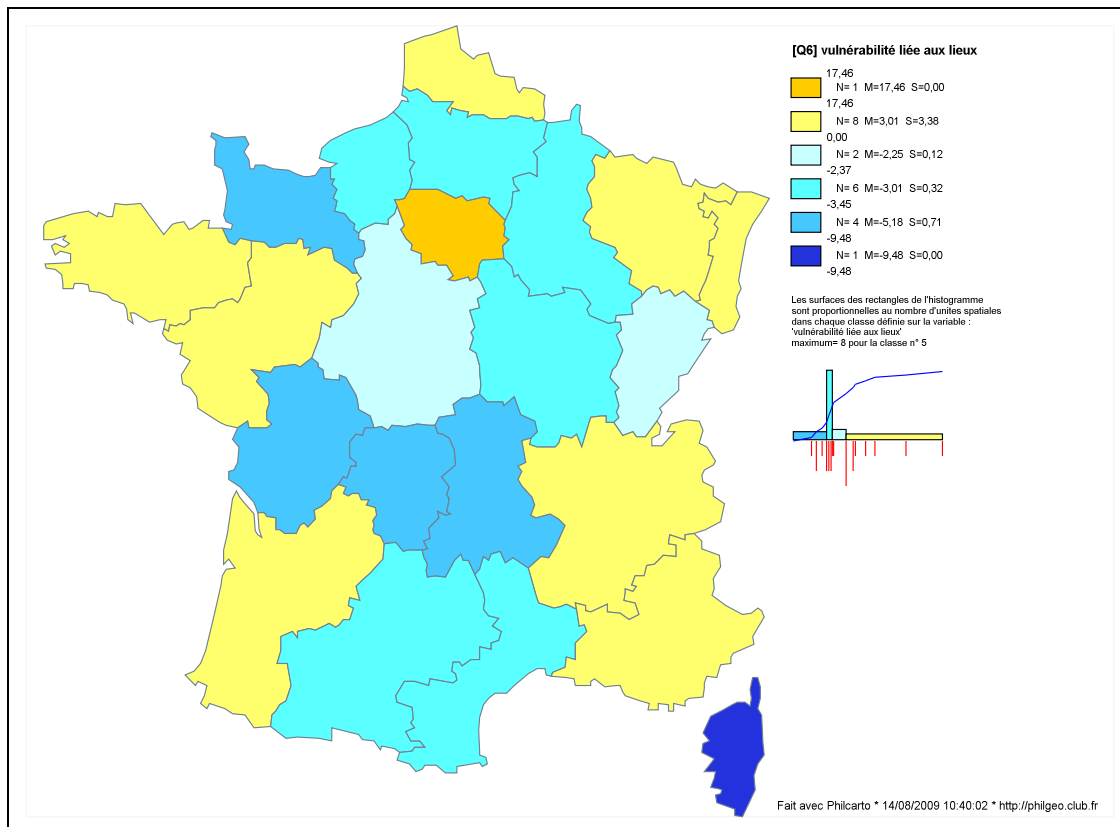 [Q6] vulnérabilité liée aux lieux
17,46
N= 1 M=17,46 S=0,00
17,46
N= 8 M=3,01 S=3,38
0,00
N= 2 M=-2,25 S=0,12
-2,37
N= 6 M=-3,01 S=0,32
-3,45
N= 4 M=-5,18 S=0,71
-9,48
N= 1 M=-9,48 S=0,00
-9,48
Les surfaces des rectangles de l'histogramme
sont proportionnelles au nombre d'unites spatiales
dans chaque classe définie sur la variable :
'vulnérabilité liée aux lieux'
maximum= 8 pour la classe n° 5
Fait avec Philcarto * 14/08/2009 10:40:02 * http://philgeo.club.fr